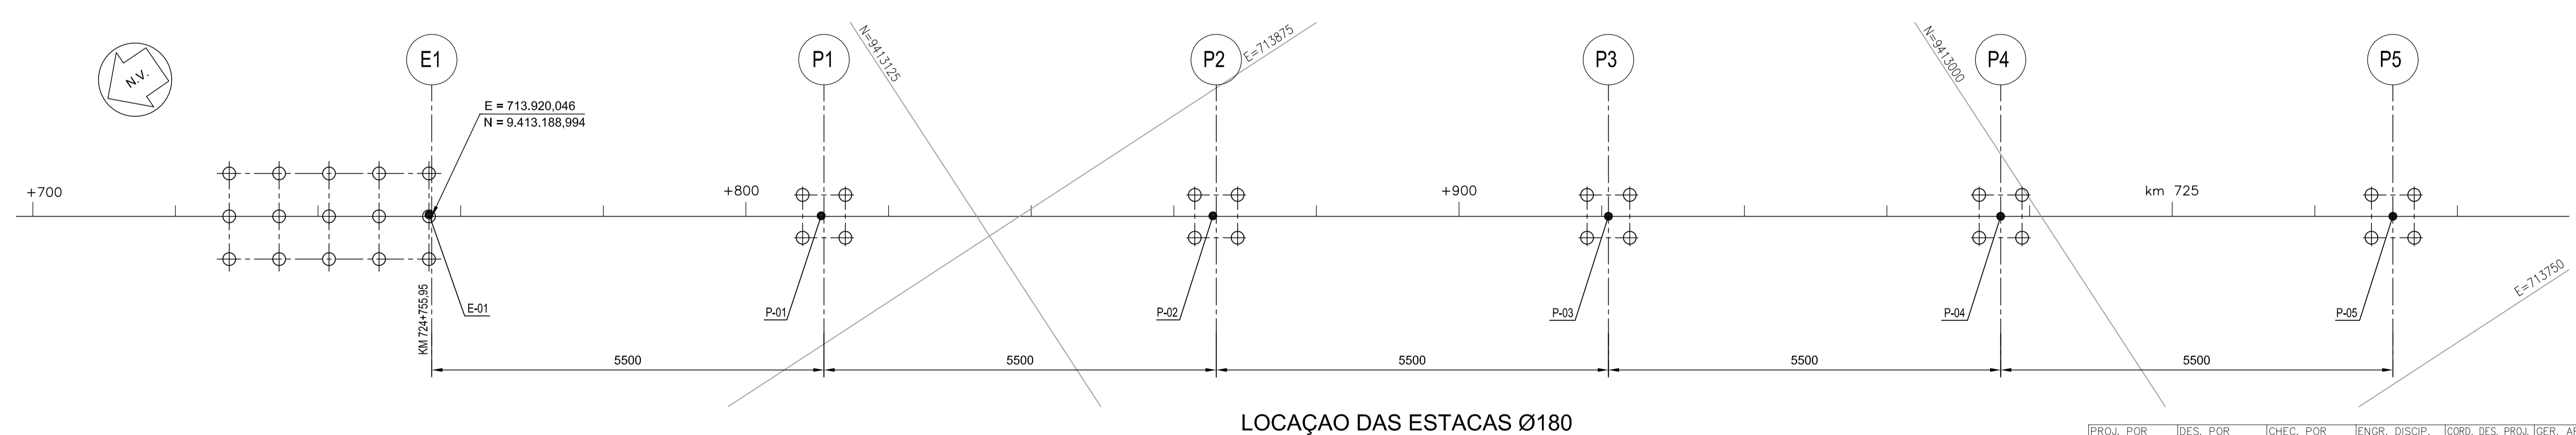 N.V.
E1
P1
N=9413125
P2
E=713875
P3
N=9413000
P4
P5
E = 713.920,046
N = 9.413.188,994
+700
+800
+900
km 725
KM 724+755,95
E-01
P-01
P-02
P-03
P-04
P-05
E=713750
5500
5500
5500
5500
5500
LOCAÇAO DAS ESTACAS Ø180
PROJ. POR
DES. POR
CHEC. POR
ENGR. DISCIP.
CORD. DES. PROJ.
GER.